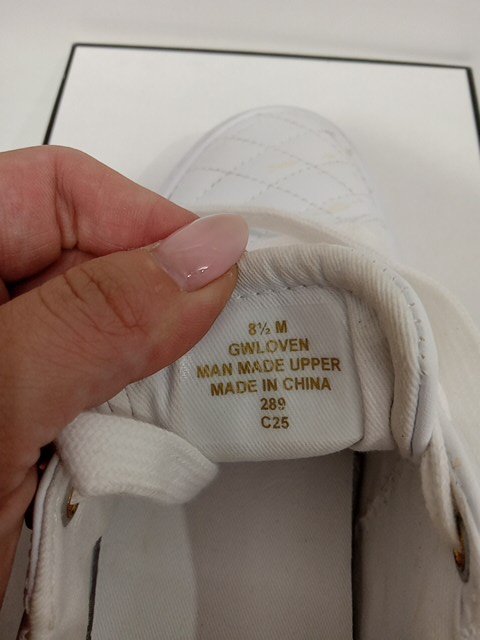 8½ M
GWLOVEN
MAN MADE UPPER
MADE IN CHINA
289
C25